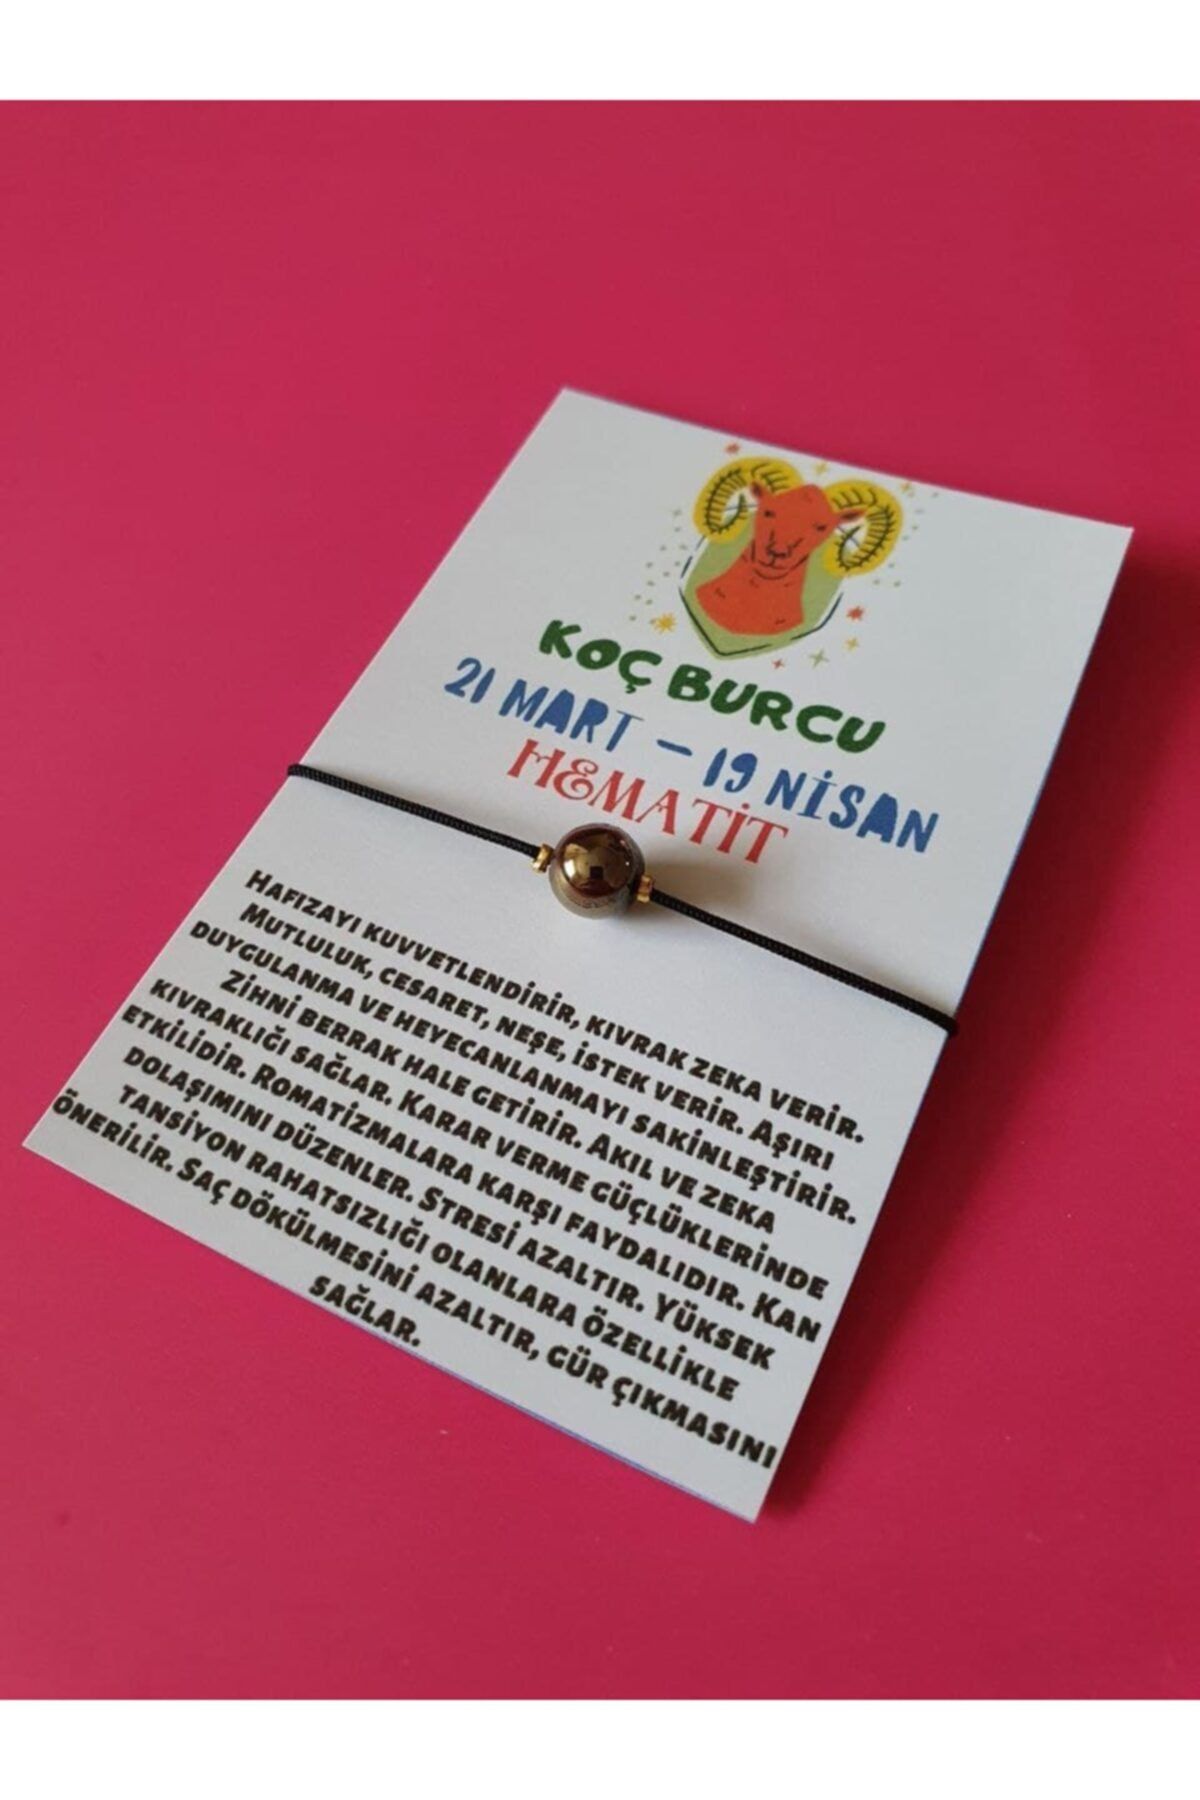 KOÇ BURCU
21 MART – 19 NİSAN
HEMATİT
HAFIZAYI KUVVETLENDİRİR, KIVRAK ZEKA VERİR.
MUTLULUK, CESARET, NEŞE, İSTEK VERİR. AŞIRI
DUYGULANMA VE HEYECANLANMAYI SAKİNLEŞTİRİR.
ZİHNİ BERRAK HALE GETİRİR. AKIL VE ZEKA
KIVRAKLIĞI SAĞLAR. KARAR VERME GÜÇLÜKLERİNDE
ETKİLİDİR. ROMATİZMALARA KARŞI FAYDALIDIR. KAN
DOLAŞIMINI DÜZENLER. STRESİ AZALTIR. YÜKSEK
TANSİYON RAHATSIZLIĞI OLANLARA ÖZELLİKLE
ÖNERİLİR. SAÇ DÖKÜLMESİNİ AZALTIR, GÜR ÇIKMASINI
SAĞLAR.